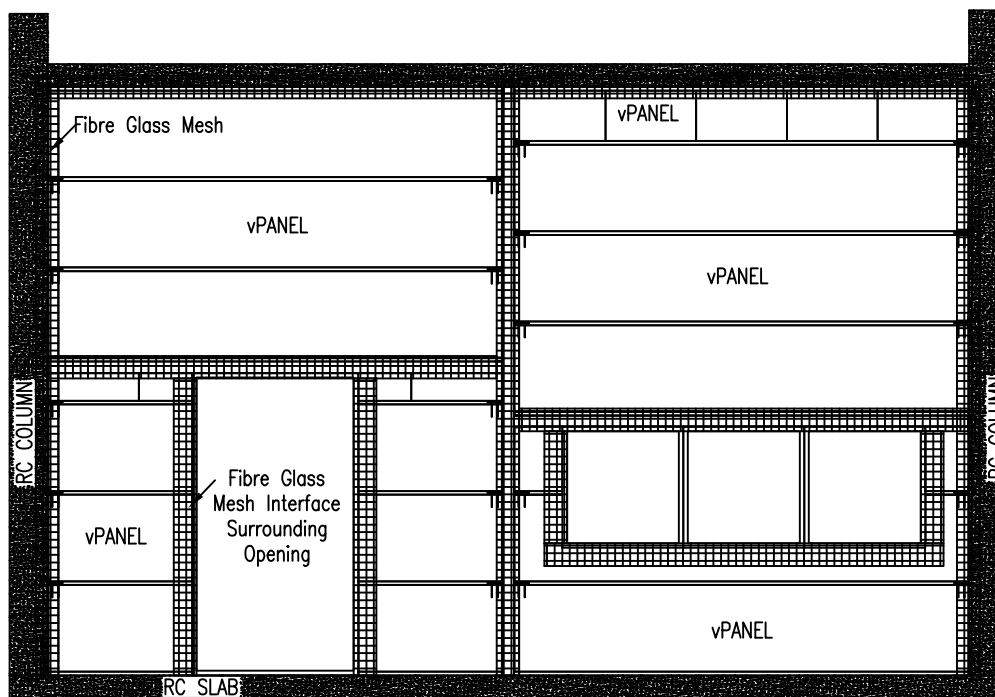 vPANEL
Fibre Glass Mesh
vPANEL
vPANEL
RC COLUMN
RC COLUMN
Fibre Glass
Mesh Interface
Surrounding
Opening
vPANEL
vPANEL
RC SLAB